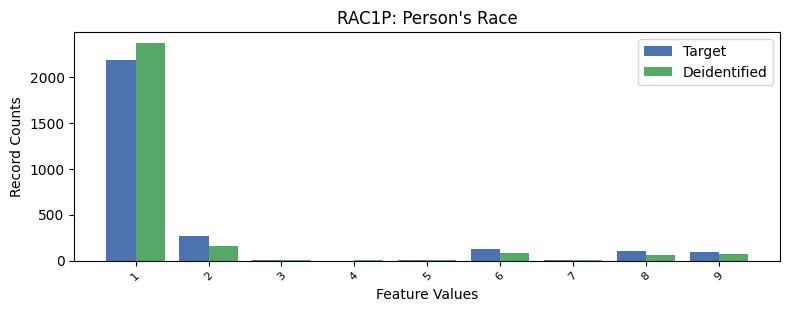 RAC1P: Person's Race
Target
Deidentified
Record Counts
2000
1500
1000
500
0
1 2 3 4 5 6 7 8 9
Feature Values